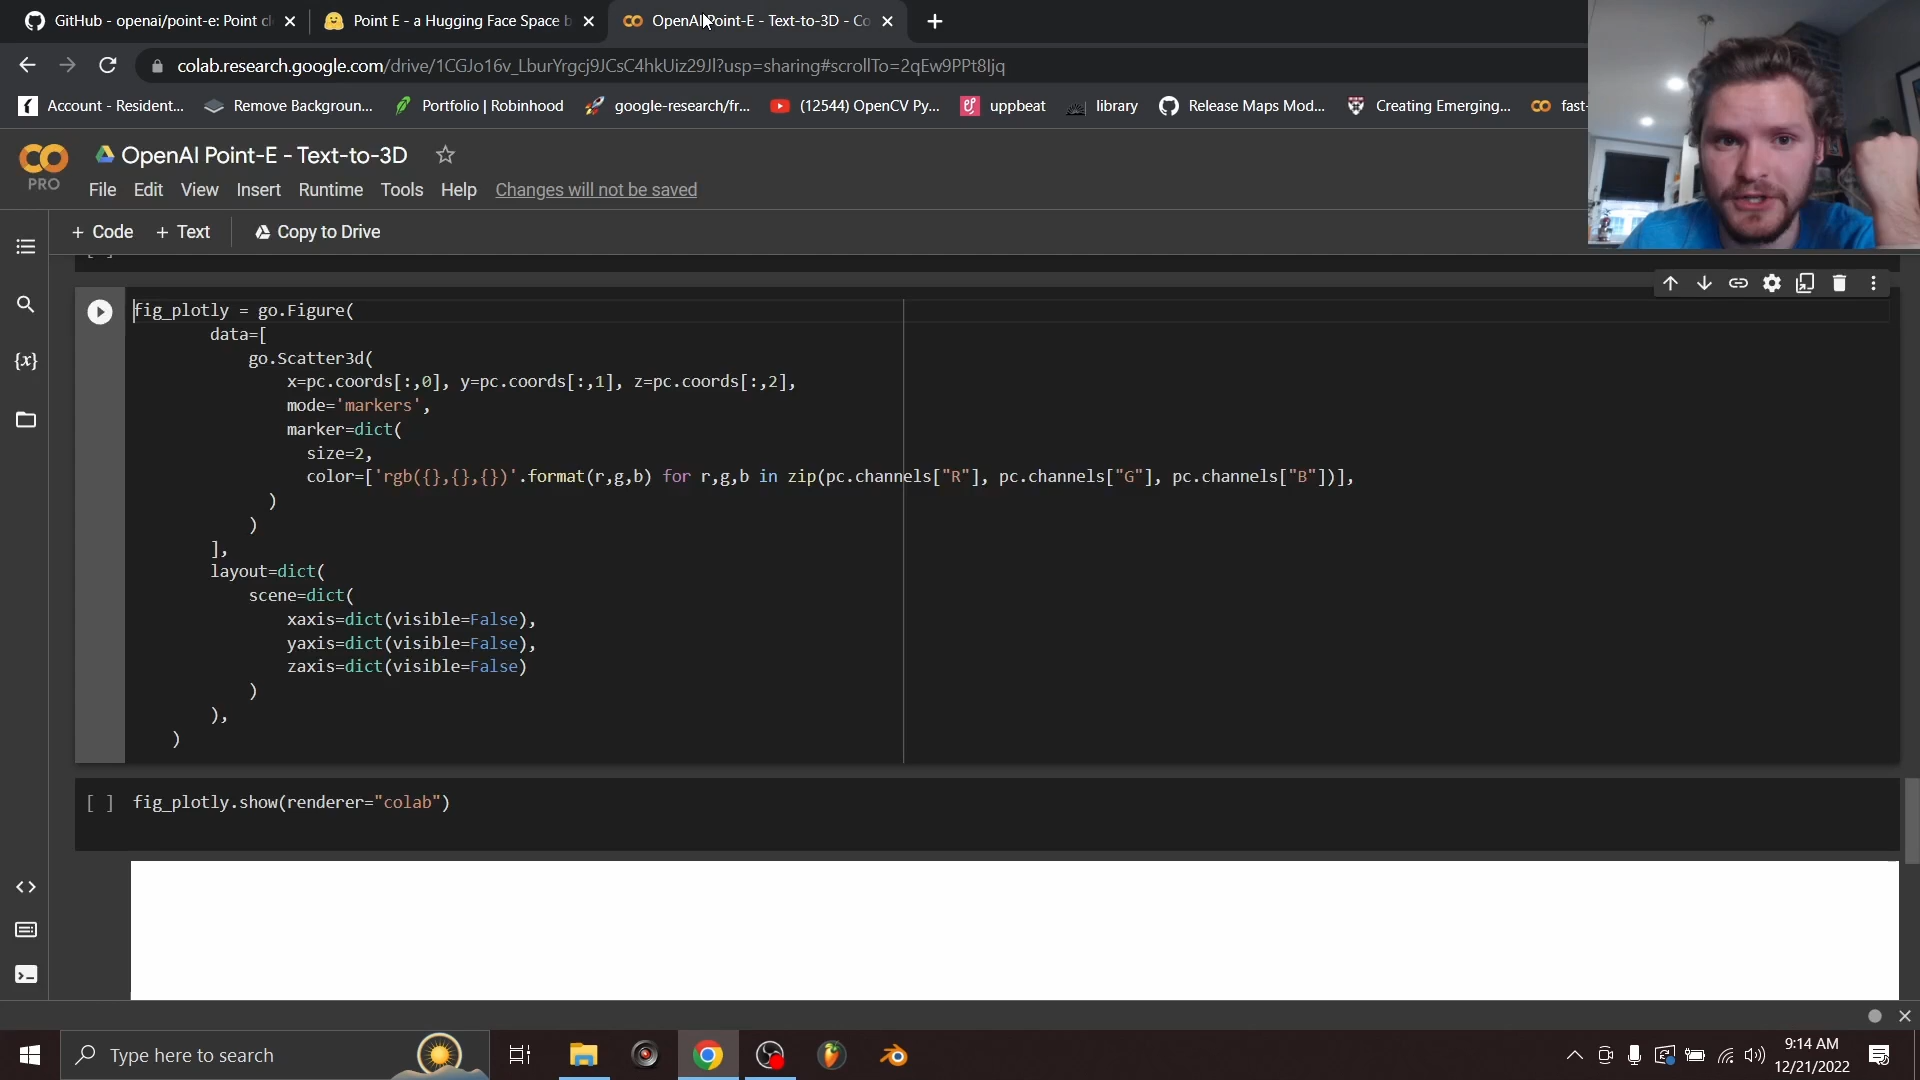 GitHub - openai/point-e: Point cl
Point E - a Hugging Face Space b
OpenAI Point-E - Text-to-3D - Co
colab.research.google.com/drive/1CGJo16v_LburYrgcj9JCsC4hkUiz29Jl?usp=sharing#scrollTo=2qEw9PPt8Ijq
Account - Resident...
Remove Backgroun...
Portfolio | Robinhood
google-research/fr...
(12544) OpenCV Py...
uppbeat
library
Release Maps Mod...
Creating Emerging...
fast-
PRO
OpenAI Point-E - Text-to-3D
File Edit View Insert Runtime Tools Help Changes will not be saved
+ Code + Text Copy to Drive
{x}
fig_plotly = go.Figure(
data=[
go.Scatter3d(
x=pc.coords[:,0], y=pc.coords[:,1], z=pc.coords[:,2],
mode='markers',
marker=dict(
size=2,
color=['rgb({},{},{})'.format(r,g,b) for r,g,b in zip(pc.channels["R"], pc.channels["G"], pc.channels["B"])],
)
)
],
layout=dict(
scene=dict(
xaxis=dict(visible=False),
yaxis=dict(visible=False),
zaxis=dict(visible=False)
)
),
)
[ ] fig_plotly.show(renderer="colab")
Type here to search
9:14 AM
12/21/2022